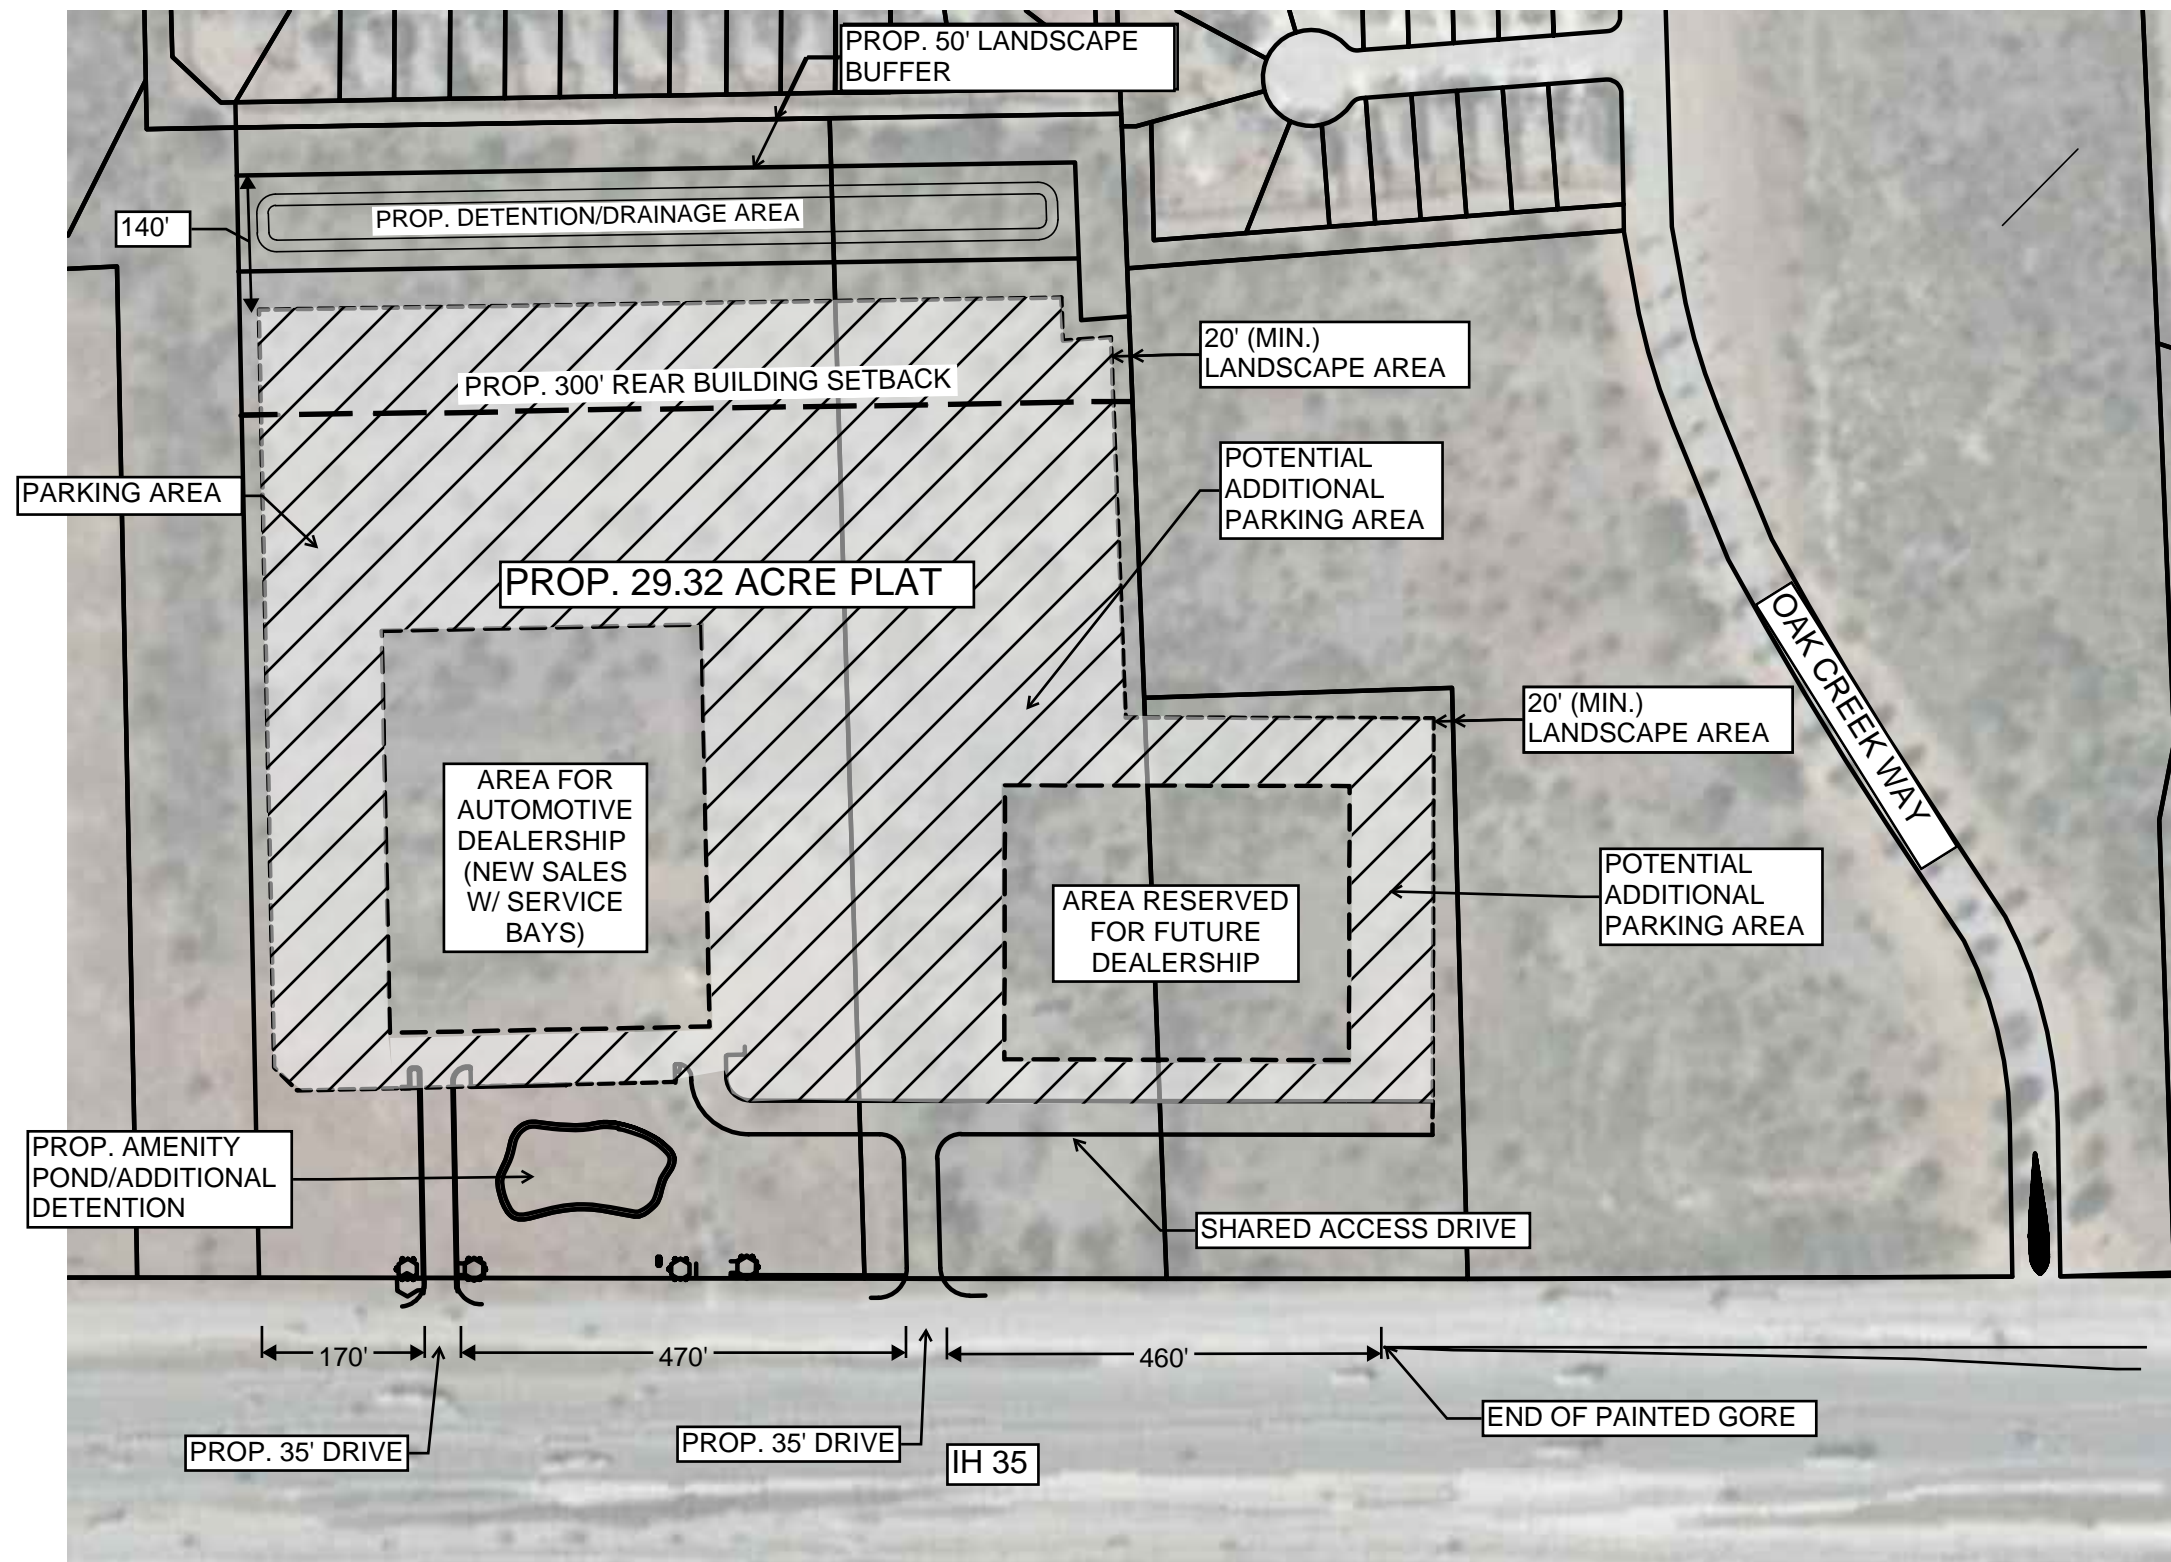 PROP. 50' LANDSCAPE
BUFFER
PROP. DETENTION/DRAINAGE AREA
140'
20' (MIN.)
LANDSCAPE AREA
PROP. 300' REAR BUILDING SETBACK
POTENTIAL
ADDITIONAL
PARKING AREA
PARKING AREA
PROP. 29.32 ACRE PLAT
OAK CREEK WAY
20' (MIN.)
LANDSCAPE AREA
AREA FOR
AUTOMOTIVE
DEALERSHIP
(NEW SALES
W/ SERVICE
BAYS)
POTENTIAL
ADDITIONAL
PARKING AREA
AREA RESERVED
FOR FUTURE
DEALERSHIP
PROP. AMENITY
POND/ADDITIONAL
DETENTION
SHARED ACCESS DRIVE
170'
470'
460'
END OF PAINTED GORE
PROP. 35' DRIVE
PROP. 35' DRIVE
IH 35